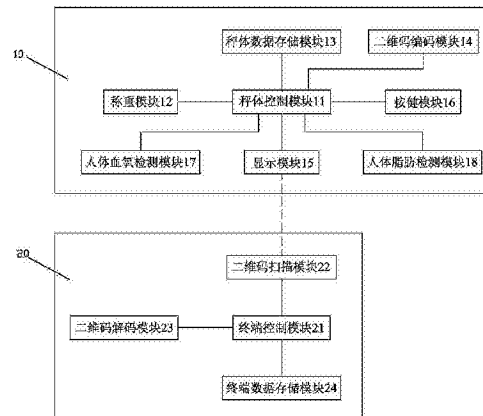 秤体数据存储模块13
二维码编码模块14
10
称重模块12
秤体控制模块11
按键模块16
人体血氧检测模块17
显示模块15
人体脂肪检测模块18
20
二维码扫描模块22
二维码解码模块23
终端控制模块21
终端数据存储模块24